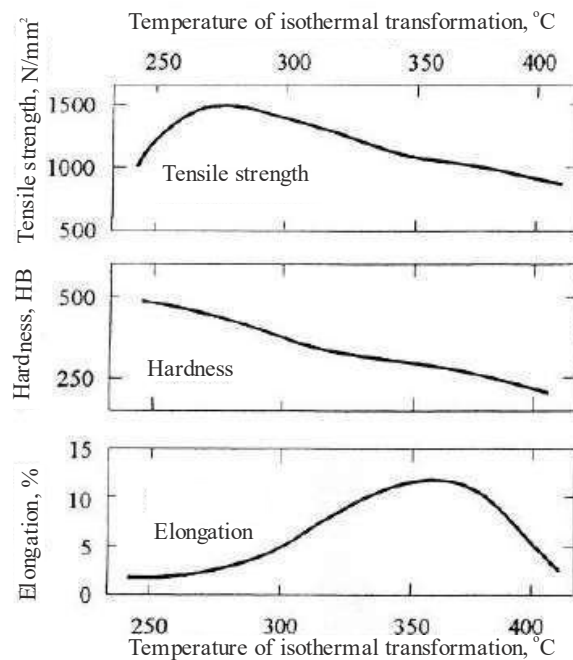 Temperature of isothermal transformation, °C
250 300 350 400
Tensile strength, N/mm²
1500
1000
500
Tensile strength
Hardness, HB
500
250
Hardness
Elongation, %
15
10
5
0
Elongation
250 300 350 400
Temperature of isothermal transformation, °C